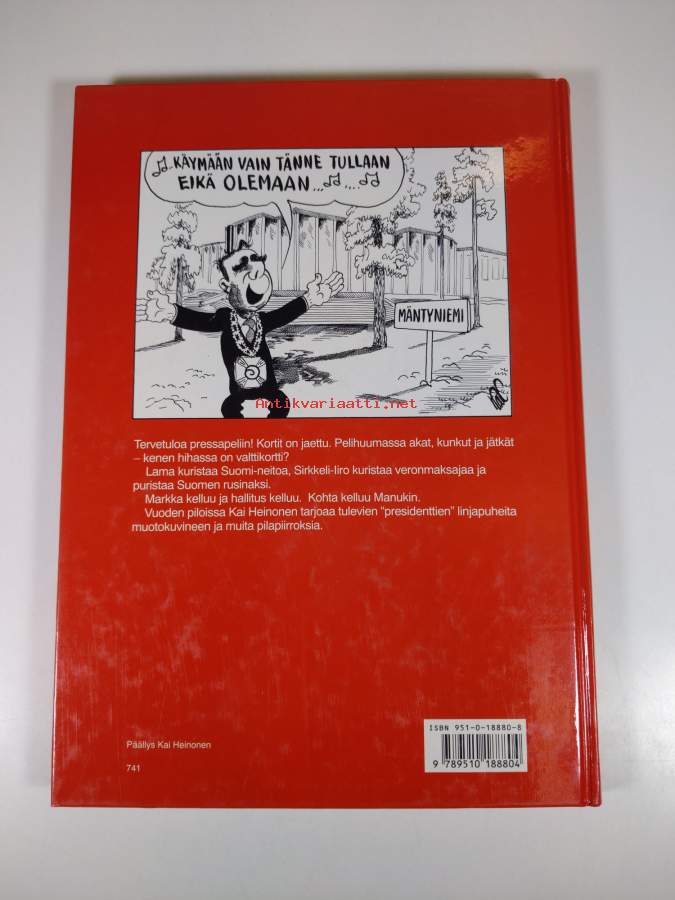 ..KÄYMÄÄN VAIN TÄNNE TULLAAN
EIKÄ OLEMAAN...
MÄNTYNIEMI
Antikvariaatti.net
Tervetuloa pressapeliin! Kortit on jaettu. Pelihuumassa akat, kunkut ja jätkät
– kenen hihassa on valttikortti?
Lama kuristaa Suomi-neitoa, Sirkkeli-Iiro kuristaa veronmaksajaa ja
puristaa Suomen rusinaksi.
Markka kelluu ja hallitus kelluu. Kohta kelluu Manukin.
Vuoden piloissa Kai Heinonen tarjoaa tulevien "presidenttien" linjapuheita
muotokuvineen ja muita pilapiirroksia.
ISBN 951-0-18880-8
9 789510 188804
Päällys Kai Heinonen
741